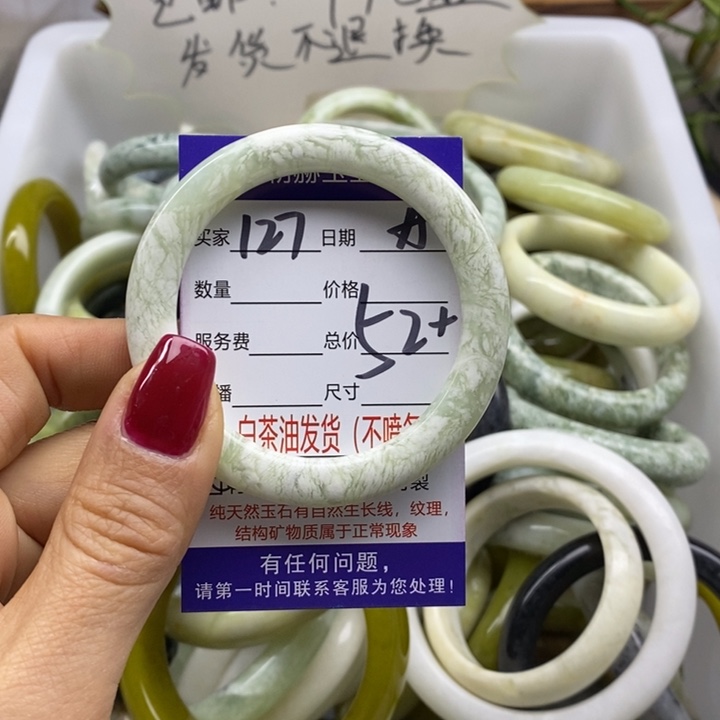 发货不退换
买家 127 日期
数量 价格
服务费 总价 52+
播 尺寸
白茶油发货（不喷
纯天然玉石有自然生长线，纹理，
结构矿物质属于正常现象
有任何问题，
请第一时间联系客服为您处理！